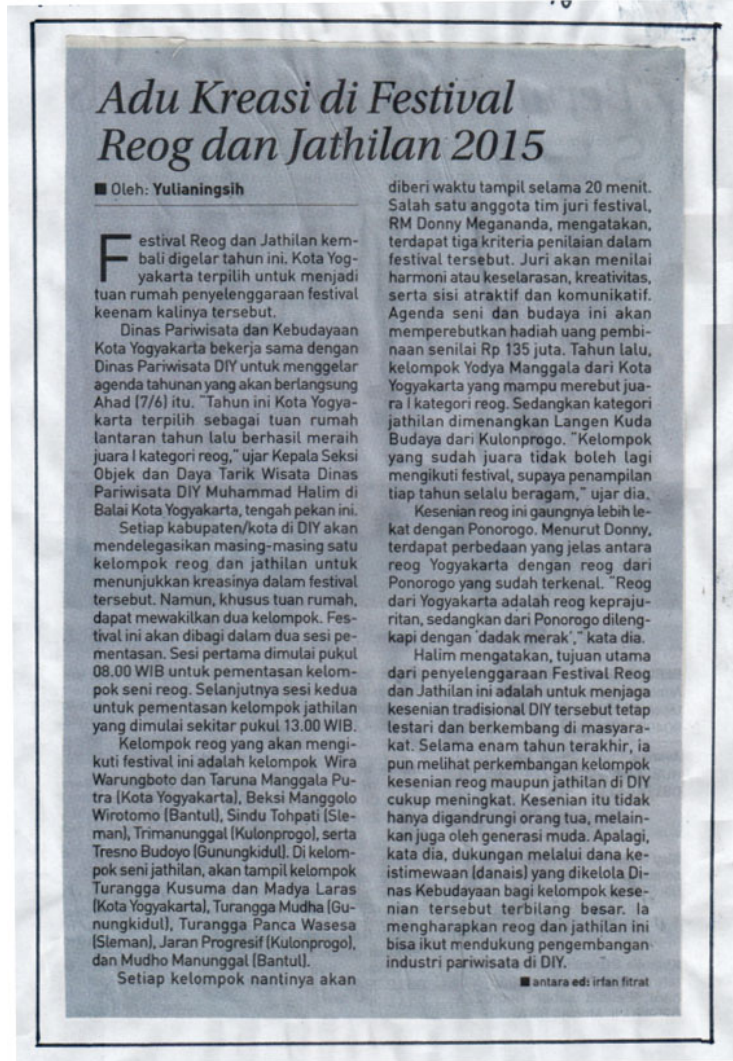 Adu Kreasi di Festival
Reog dan Jathilan 2015
■ Oleh: Yulianingsih
Festival Reog dan Jathilan kem-
bali digelar tahun ini. Kota Yog-
yakarta terpilih untuk menjadi
tuan rumah penyelenggaraan festival
keenam kalinya tersebut.
Dinas Pariwisata dan Kebudayaan
Kota Yogyakarta bekerja sama dengan
Dinas Pariwisata DIY untuk menggelar
agenda tahunan yang akan berlangsung
Ahad (7/6) itu. "Tahun ini Kota Yogya-
karta terpilih sebagai tuan rumah
lantaran tahun lalu berhasil meraih
juara I kategori reog," ujar Kepala Seksi
Objek dan Daya Tarik Wisata Dinas
Pariwisata DIY Muhammad Halim di
Balai Kota Yogyakarta, tengah pekan ini.
Setiap kabupaten/kota di DIY akan
mendelegasikan masing-masing satu
kelompok reog dan jathilan untuk
menunjukkan kreasinya dalam festival
tersebut. Namun, khusus tuan rumah,
dapat mewakilkan dua kelompok. Fes-
tival ini akan dibagi dalam dua sesi pe-
mentasan. Sesi pertama dimulai pukul
08.00 WIB untuk pementasan kelom-
pok seni reog. Selanjutnya sesi kedua
untuk pementasan kelompok jathilan
yang dimulai sekitar pukul 13.00 WIB.
Kelompok reog yang akan mengi-
kuti festival ini adalah kelompok Wira
Warungboto dan Taruna Manggala Pu-
tra (Kota Yogyakarta), Beksi Manggolo
Wirotomo (Bantul), Sindu Tohpati (Sle-
man), Trimanunggal (Kulonprogo), serta
Tresno Budoyo (Gunungkidul). Di kelom-
pok seni jathilan, akan tampil kelompok
Turangga Kusuma dan Madya Laras
(Kota Yogyakarta), Turangga Mudha (Gu-
nungkidul), Turangga Panca Wasesa
(Sleman), Jaran Progresif (Kulonprogo),
dan Mudho Manunggal (Bantul).
Setiap kelompok nantinya akan
diberi waktu tampil selama 20 menit.
Salah satu anggota tim juri festival,
RM Donny Megananda, mengatakan,
terdapat tiga kriteria penilaian dalam
festival tersebut. Juri akan menilai
harmoni atau keselarasan, kreativitas,
serta sisi atraktif dan komunikatif.
Agenda seni dan budaya ini akan
memperebutkan hadiah uang pembi-
naan senilai Rp 135 juta. Tahun lalu,
kelompok Yodya Manggala dari Kota
Yogyakarta yang mampu merebut jua-
ra I kategori reog. Sedangkan kategori
jathilan dimenangkan Langen Kuda
Budaya dari Kulonprogo. "Kelompok
yang sudah juara tidak boleh lagi
mengikuti festival, supaya penampilan
tiap tahun selalu beragam," ujar dia.
Kesenian reog ini gaungnya lebih le-
kat dengan Ponorogo. Menurut Donny,
terdapat perbedaan yang jelas antara
reog Yogyakarta dengan reog dari
Ponorogo yang sudah terkenal. "Reog
dari Yogyakarta adalah reog kepraju-
ritan, sedangkan dari Ponorogo dileng-
kapi dengan 'dadak merak'," kata dia.
Halim mengatakan, tujuan utama
dari penyelenggaraan Festival Reog
dan Jathilan ini adalah untuk menjaga
kesenian tradisional DIY tersebut tetap
lestari dan berkembang di masyara-
kat. Selama enam tahun terakhir, ia
pun melihat perkembangan kelompok
kesenian reog maupun jathilan di DIY
cukup meningkat. Kesenian itu tidak
hanya digandrungi orang tua, melain-
kan juga oleh generasi muda. Apalagi,
kata dia, dukungan melalui dana ke-
istimewaan (danais) yang dikelola Di-
nas Kebudayaan bagi kelompok kese-
nian tersebut terbilang besar. Ia
mengharapkan reog dan jathilan ini
bisa ikut mendukung pengembangan
industri pariwisata di DIY.
■ antara ed: irfan fitrat